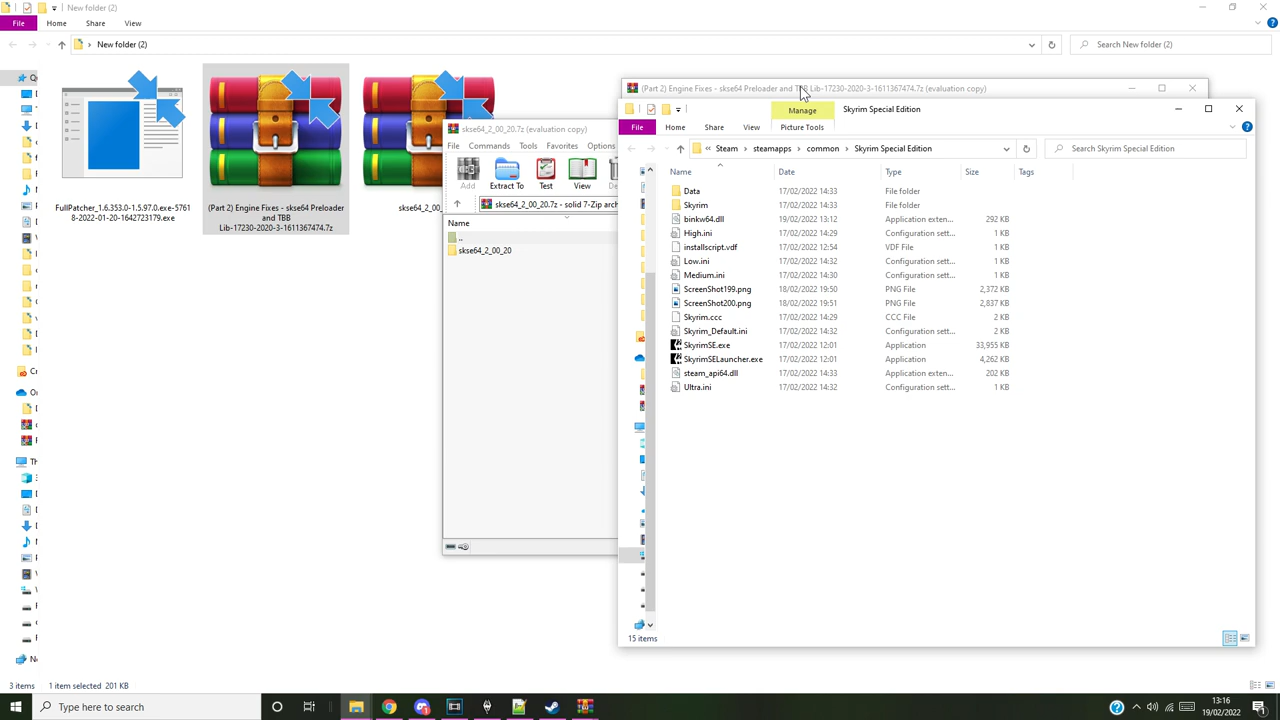 New folder (2)
File
Home
Share
View
New folder (2)
Search New folder (2)
FullPatcher_1.6.353.0-1.5.97.0.exe-5761
8-2022-01-20-1642723179.exe
(Part 2) Engine Fixes - skse64 Preloader
and TBB
Lib-17230-2020-3-1611367474.7z
skse64_2_00_20.7z (evaluation copy)
File
Commands
Tools
Favorites
Options
Add
Extract To
Test
View
skse64_2_00_20.7z - solid 7-Zip arch
Name
..
skse64_2_00_20
(Part 2) Engine Fixes - skse64 Preloader and TBB Lib-17230-2020-3-1611367474.7z (evaluation copy)
Manage
Skyrim Special Edition
File
Home
Share
View
Picture Tools
« Steam > steamapps > common > Skyrim Special Edition
Search Skyrim Special Edition
Name Date Type Size Tags
Data 17/02/2022 14:33 File folder
Skyrim 17/02/2022 14:33 File folder
binkw64.dll 19/02/2022 13:12 Application exten... 292 KB
High.ini 17/02/2022 14:29 Configuration sett... 1 KB
installscript.vdf 17/02/2022 12:54 VDF File 1 KB
Low.ini 17/02/2022 14:30 Configuration sett... 1 KB
Medium.ini 17/02/2022 14:32 Configuration sett... 1 KB
ScreenShot199.png 18/02/2022 19:50 PNG File 2,372 KB
ScreenShot200.png 18/02/2022 19:51 PNG File 2,837 KB
Skyrim.ccc 17/02/2022 14:29 CCC File 2 KB
Skyrim_Default.ini 17/02/2022 14:32 Configuration sett... 2 KB
SkyrimSE.exe 17/02/2022 12:01 Application 33,955 KB
SkyrimSELauncher.exe 17/02/2022 12:01 Application 4,262 KB
steam_api64.dll 17/02/2022 14:33 Application exten... 202 KB
Ultra.ini 17/02/2022 14:32 Configuration sett... 1 KB
15 items
3 items
1 item selected 201 KB
Type here to search
13:16
19/02/2022